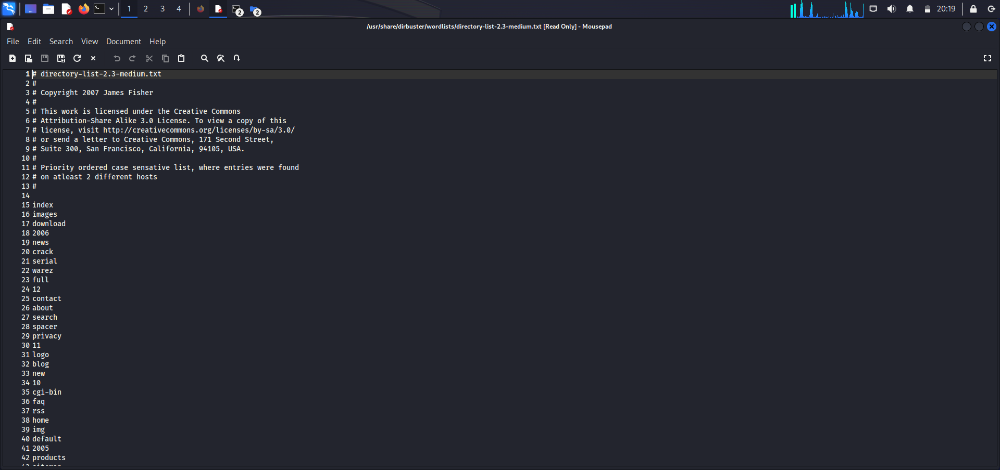 1 2 3 4 2 2 20:19
/usr/share/dirbuster/wordlists/directory-list-2.3-medium.txt [Read Only] - Mousepad
File Edit Search View Document Help
1 # directory-list-2.3-medium.txt
2 #
3 # Copyright 2007 James Fisher
4 #
5 # This work is licensed under the Creative Commons
6 # Attribution-Share Alike 3.0 License. To view a copy of this
7 # license, visit http://creativecommons.org/licenses/by-sa/3.0/
8 # or send a letter to Creative Commons, 171 Second Street,
9 # Suite 300, San Francisco, California, 94105, USA.
10 #
11 # Priority ordered case sensative list, where entries were found
12 # on atleast 2 different hosts
13 #
14
15 index
16 images
17 download
18 2006
19 news
20 crack
21 serial
22 warez
23 full
24 12
25 contact
26 about
27 search
28 spacer
29 privacy
30 11
31 logo
32 blog
33 new
34 10
35 cgi-bin
36 faq
37 rss
38 home
39 img
40 default
41 2005
42 products